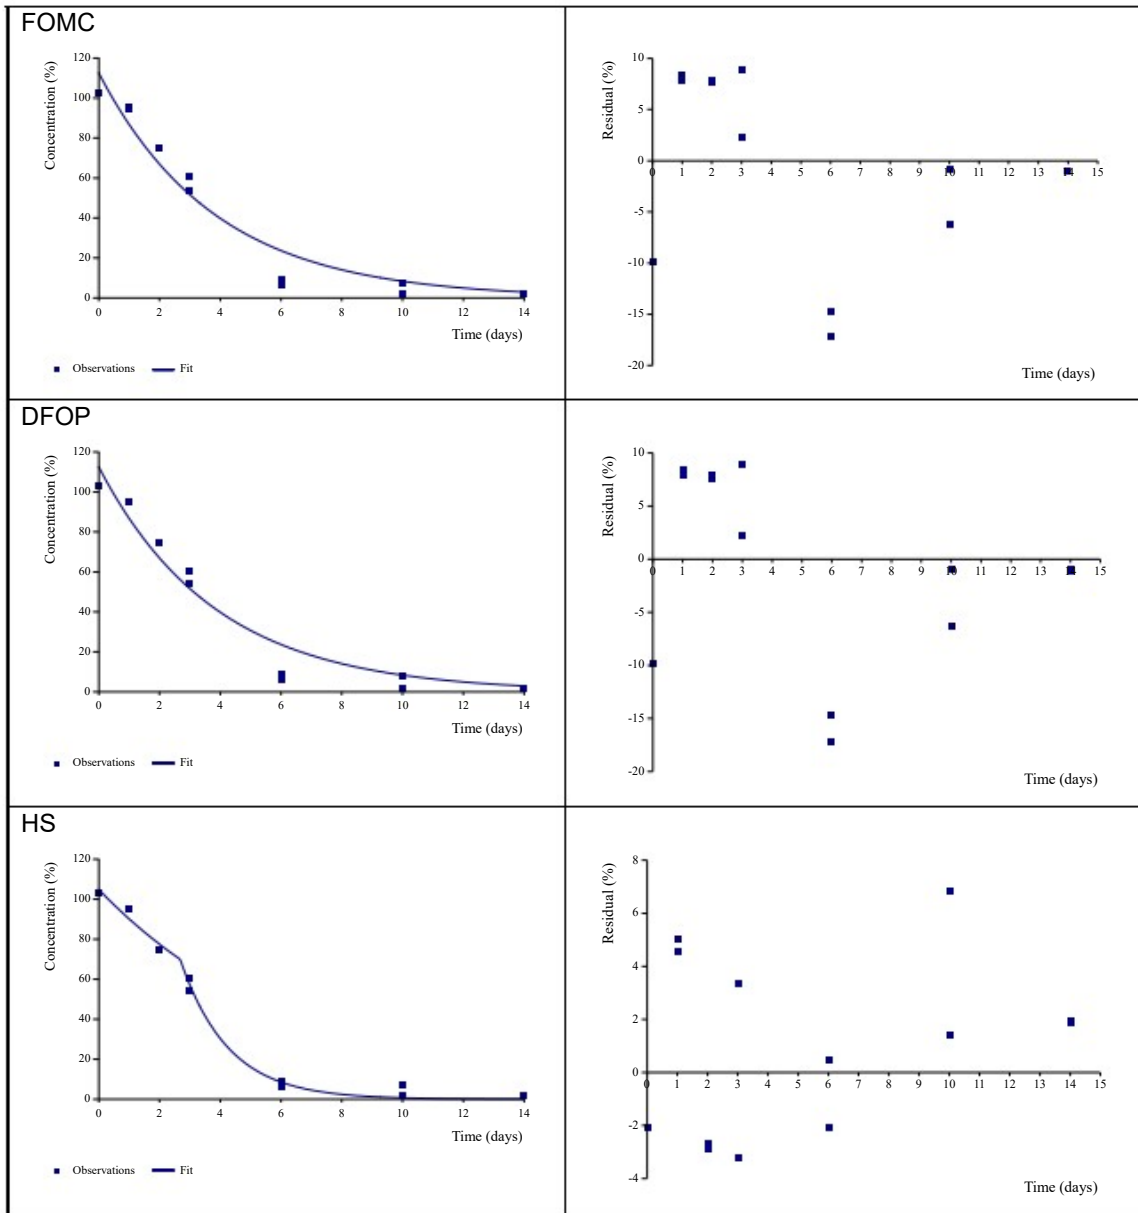 FOMC
Concentration (%)
120
100
80
60
40
20
0
0 2 4 6 8 10 12 14
Time (days)
Observations Fit
Residual (%)
10
5
0
-5
-10
-15
-20
0 1 2 3 4 5 6 7 8 9 10 11 12 13 14 15
Time (days)
DFOP
Concentration (%)
120
100
80
60
40
20
0
0 2 4 6 8 10 12 14
Time (days)
Observations Fit
Residual (%)
10
5
0
-5
-10
-15
-20
0 1 2 3 4 5 6 7 8 9 10 11 12 13 14 15
Time (days)
HS
Concentration (%)
120
100
80
60
40
20
0
0 2 4 6 8 10 12 14
Time (days)
Observations Fit
Residual (%)
8
6
4
2
0
-2
-4
0 1 2 3 4 5 6 7 8 9 10 11 12 13 14 15
Time (days)